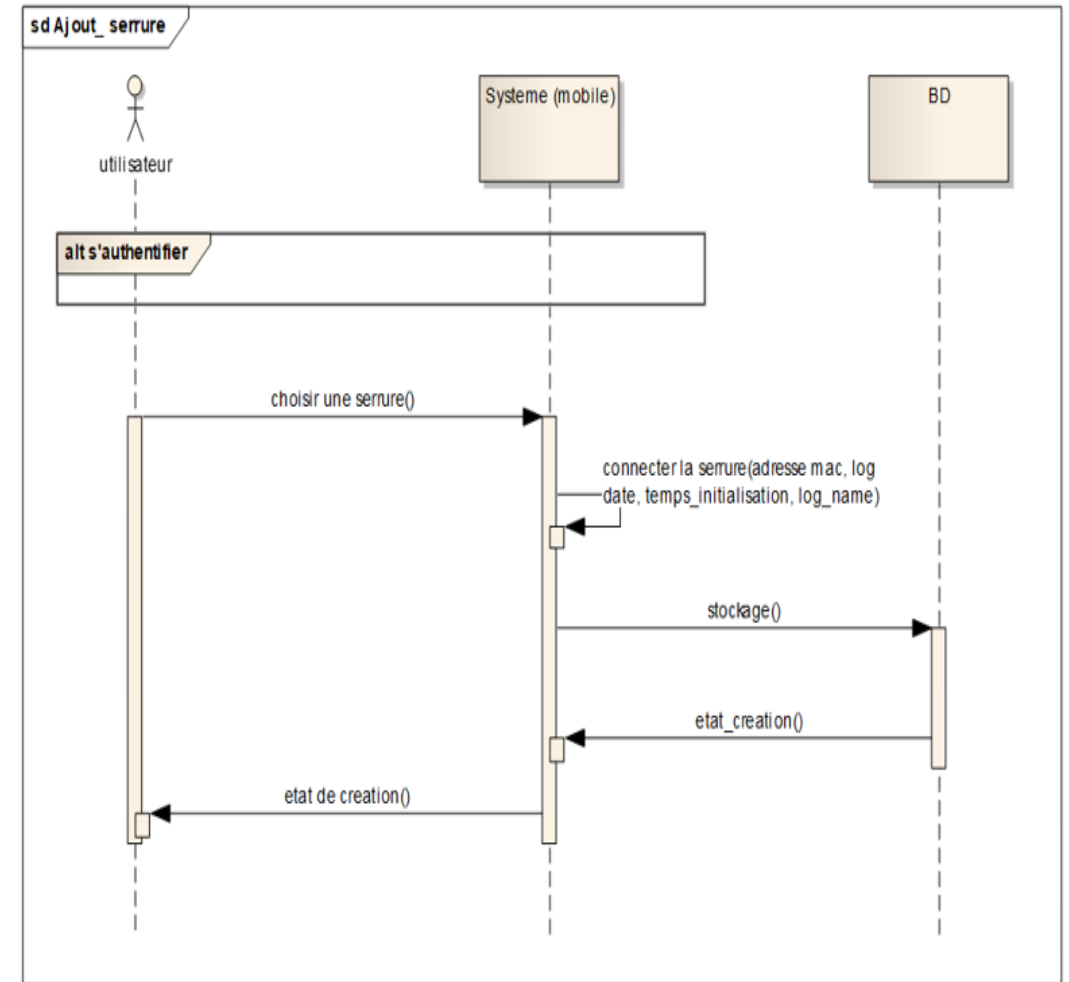 sd Ajout_ serrure
utilisateur
Systeme (mobile)
BD
alt s'authentifier
choisir une serrure()
connecter la serrure(adresse mac, log
date, temps_initialisation, log_name)
stockage()
etat_creation()
etat de creation()